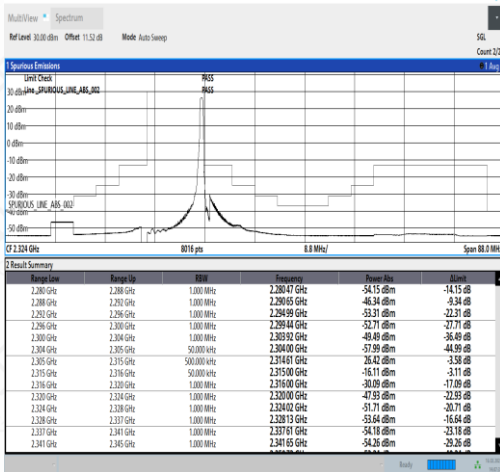 MultiView Spectrum
Ref Level 30.00 dBm Offset 11.52 dB Mode Auto Sweep SGL
Count 2/2
1 Spurious Emissions 1 Avg
Limit Check PASS
Line _SPURIOUS_LINE_ABS_002 PASS
30 dBm
20 dBm
10 dBm
0 dBm
-10 dBm
-20 dBm
-30 dBm
SPURIOUS_LINE_ABS_002
-40 dBm
-50 dBm
CF 2.324 GHz 8016 pts 8.8 MHz/ Span 88.0 MHz
2 Result Summary
Range Low Range Up RBW Frequency Power Abs ΔLimit
2.280 GHz 2.288 GHz 1.000 MHz 2.28047 GHz -54.15 dBm -14.15 dB
2.288 GHz 2.292 GHz 1.000 MHz 2.29065 GHz -46.34 dBm -9.34 dB
2.292 GHz 2.296 GHz 1.000 MHz 2.29499 GHz -53.31 dBm -22.31 dB
2.296 GHz 2.300 GHz 1.000 MHz 2.29944 GHz -52.71 dBm -27.71 dB
2.300 GHz 2.304 GHz 1.000 MHz 2.30392 GHz -49.49 dBm -36.49 dB
2.304 GHz 2.305 GHz 50.000 kHz 2.30400 GHz -57.99 dBm -44.99 dB
2.305 GHz 2.315 GHz 500.000 kHz 2.31461 GHz 26.42 dBm -3.58 dB
2.315 GHz 2.316 GHz 50.000 kHz 2.31500 GHz -16.11 dBm -3.11 dB
2.316 GHz 2.320 GHz 1.000 MHz 2.31600 GHz -30.09 dBm -17.09 dB
2.320 GHz 2.324 GHz 1.000 MHz 2.32000 GHz -47.93 dBm -22.93 dB
2.324 GHz 2.328 GHz 1.000 MHz 2.32402 GHz -51.71 dBm -20.71 dB
2.328 GHz 2.337 GHz 1.000 MHz 2.32813 GHz -53.64 dBm -16.64 dB
2.337 GHz 2.341 GHz 1.000 MHz 2.33761 GHz -54.18 dBm -23.18 dB
2.341 GHz 2.345 GHz 1.000 MHz 2.34165 GHz -54.26 dBm -29.26 dB
Ready